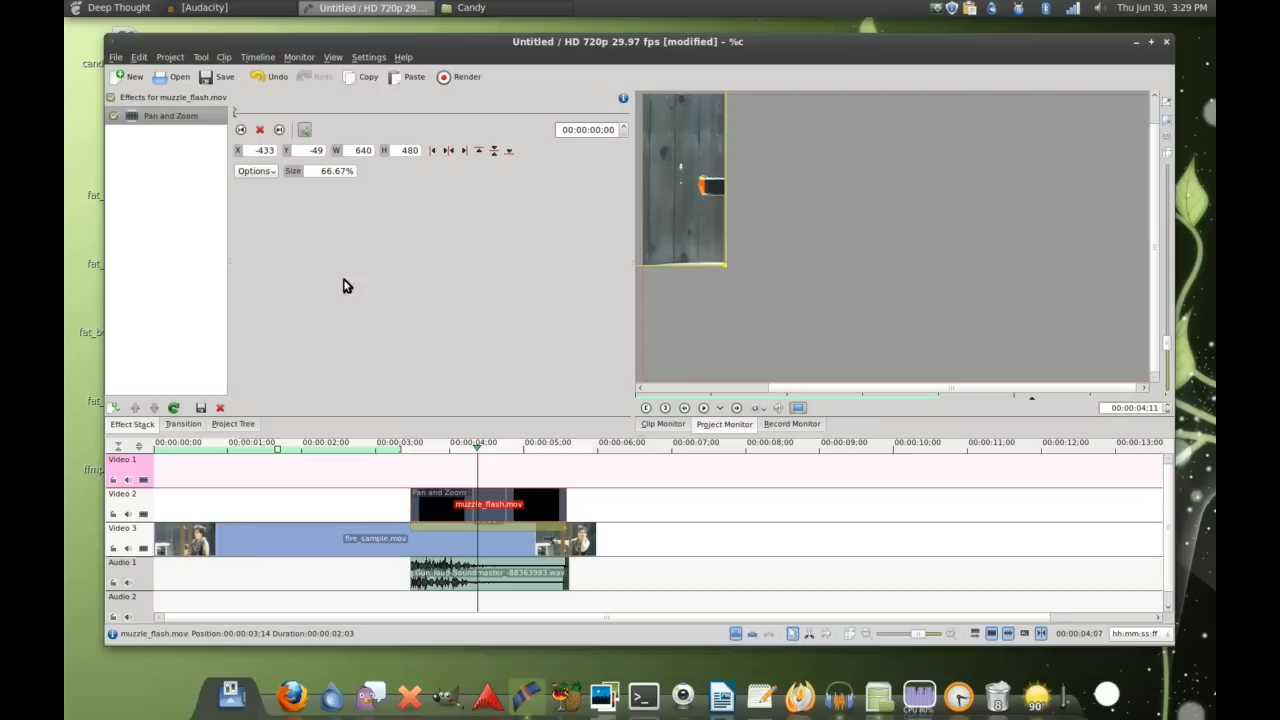 Deep Thought
[Audacity)
Untitled / HD 720p 29....
Candy
Thu Jun 30, 3:29 PM
Untitled / HD 720p 29.97 fps [modified] – %c
File Edit Project Tool Clip Timeline Monitor View Settings Help
New Open Save Undo Redo Copy Paste Render
Effects for muzzle_flash.mov
Pan and Zoom
00:00:00;00
X -433 Y -49 W 640 H 480
Options Size 66.67%
fat_
fat_
fat_b
fat_
00:00:04;11
Effect Stack Transition Project Tree
Clip Monitor Project Monitor Record Monitor
00:00:00;00 00:00:01;00 00:00:02;00 00:00:03;00 00:00:04;00 00:00:05;00 00:00:06;00 00:00:07;00 00:00:08;00 00:00:09;00 00:00:10;00 00:00:11;00 00:00:12;00 00:00:13;00
Video 1
Video 2
Pan and Zoom
muzzle_flash.mov
Video 3
fire_sample.mov
Audio 1
Audio 2
muzzle_flash.mov: Position:00:00:03;14 Duration:00:00:02;03
00:00:04;07 hh:mm:ss:ff
CPU 80%
8
90°